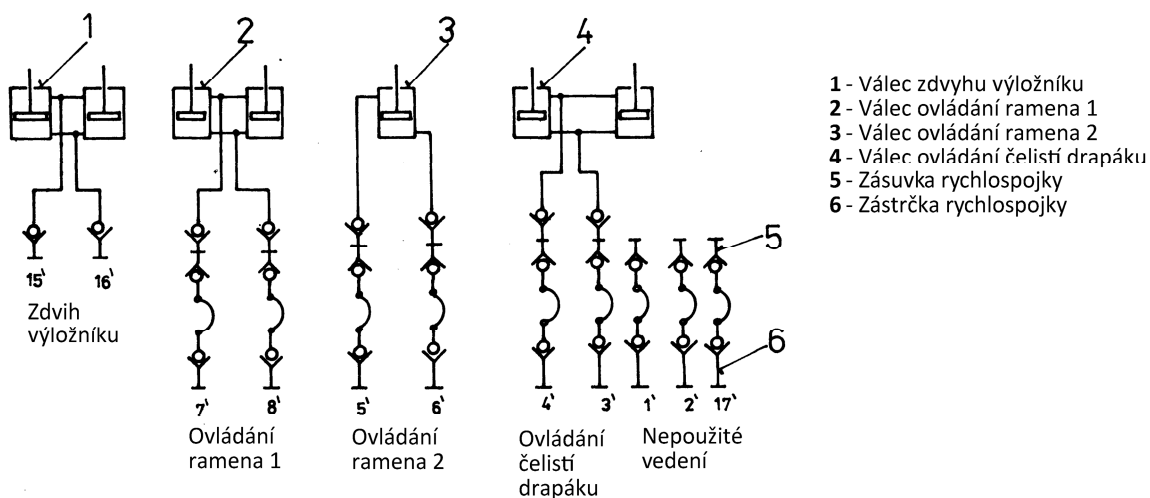 1
2
3
4
1 - Válec zdvyhu výložníku
2 - Válec ovládání ramena 1
3 - Válec ovládání ramena 2
4 - Válec ovládání čelistí drapáku
5 - Zásuvka rychlospojky
6 - Zástrčka rychlospojky
5
6
15' 16'
Zdvih
výložníku
7' 8'
Ovládání
ramena 1
5' 6'
Ovládání
ramena 2
4' 3'
Ovládání
čelistí
drapáku
1' 2' 17'
Nepoužité
vedení